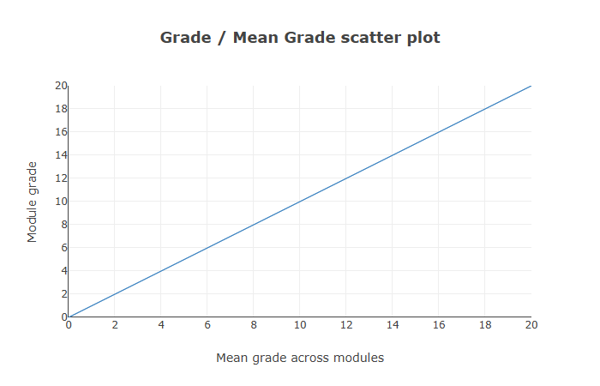 Grade / Mean Grade scatter plot
20
18
16
14
12
10
8
6
4
2
0
Module grade
0 2 4 6 8 10 12 14 16 18 20
Mean grade across modules